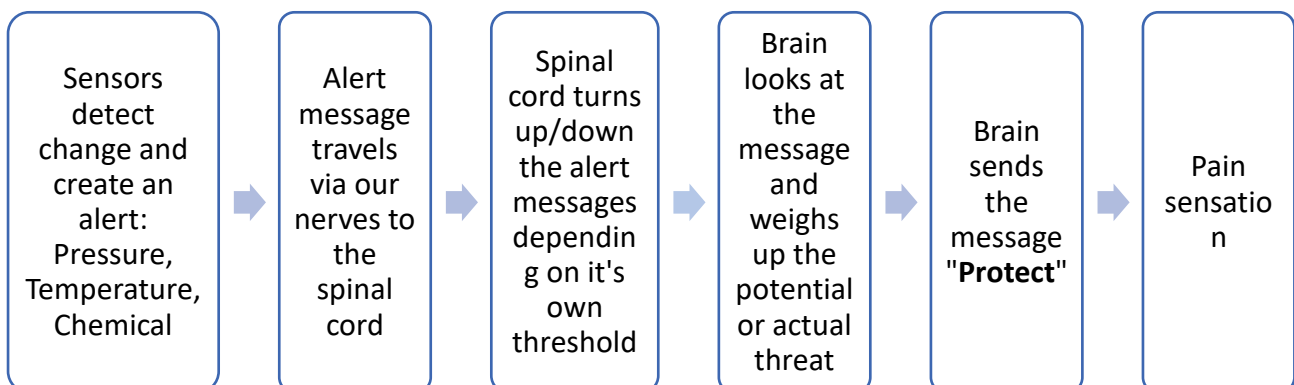 Sensors
detect
change and
create an
alert:
Pressure,
Temperature,
Chemical
Alert
message
travels
via our
nerves to
the
spinal
cord
Spinal
cord turns
up/down
the alert
messages
dependin
g on it's
own
threshold
Brain
looks at
the
message
and
weighs
up the
potential
or actual
threat
Brain
sends
the
message
"Protect"
Pain
sensatio
n